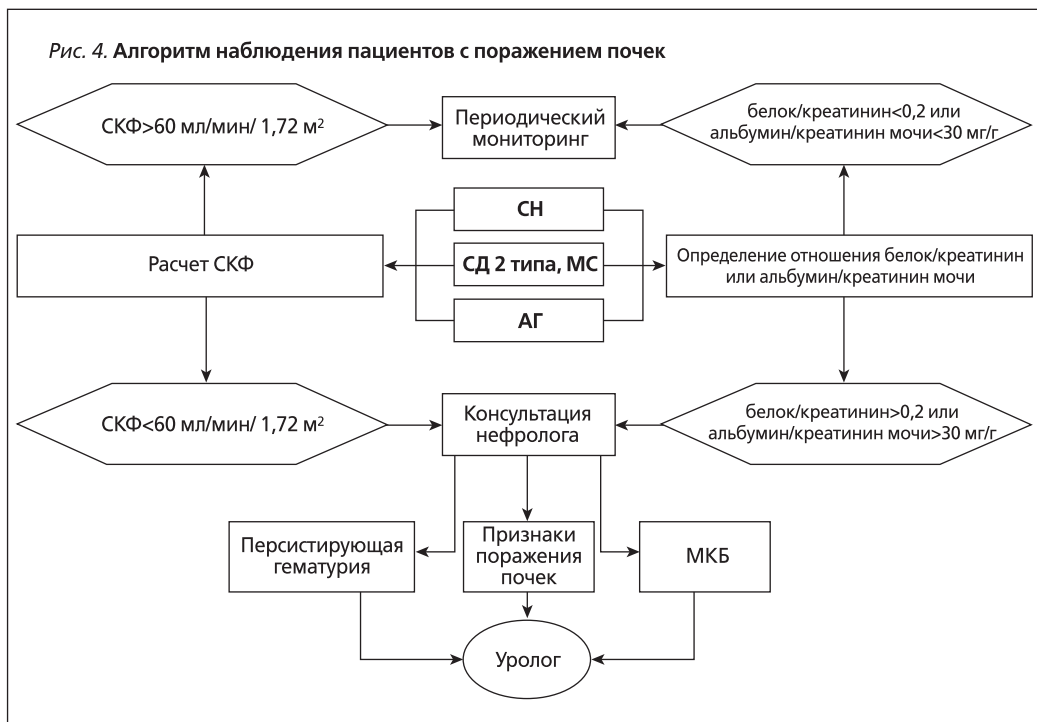 Рис. 4. Алгоритм наблюдения пациентов с поражением почек
СКФ>60 мл/мин/ 1,72 м²
Периодический
мониторинг
белок/креатинин<0,2 или
альбумин/креатинин мочи<30 мг/г
СН
Расчет СКФ
СД 2 типа, МС
Определение отношения белок/креатинин
или альбумин/креатинин мочи
АГ
СКФ<60 мл/мин/ 1,72 м²
Консультация
нефролога
белок/креатинин>0,2 или
альбумин/креатинин мочи>30 мг/г
Персистирующая
гематурия
Признаки
поражения
почек
МКБ
Уролог